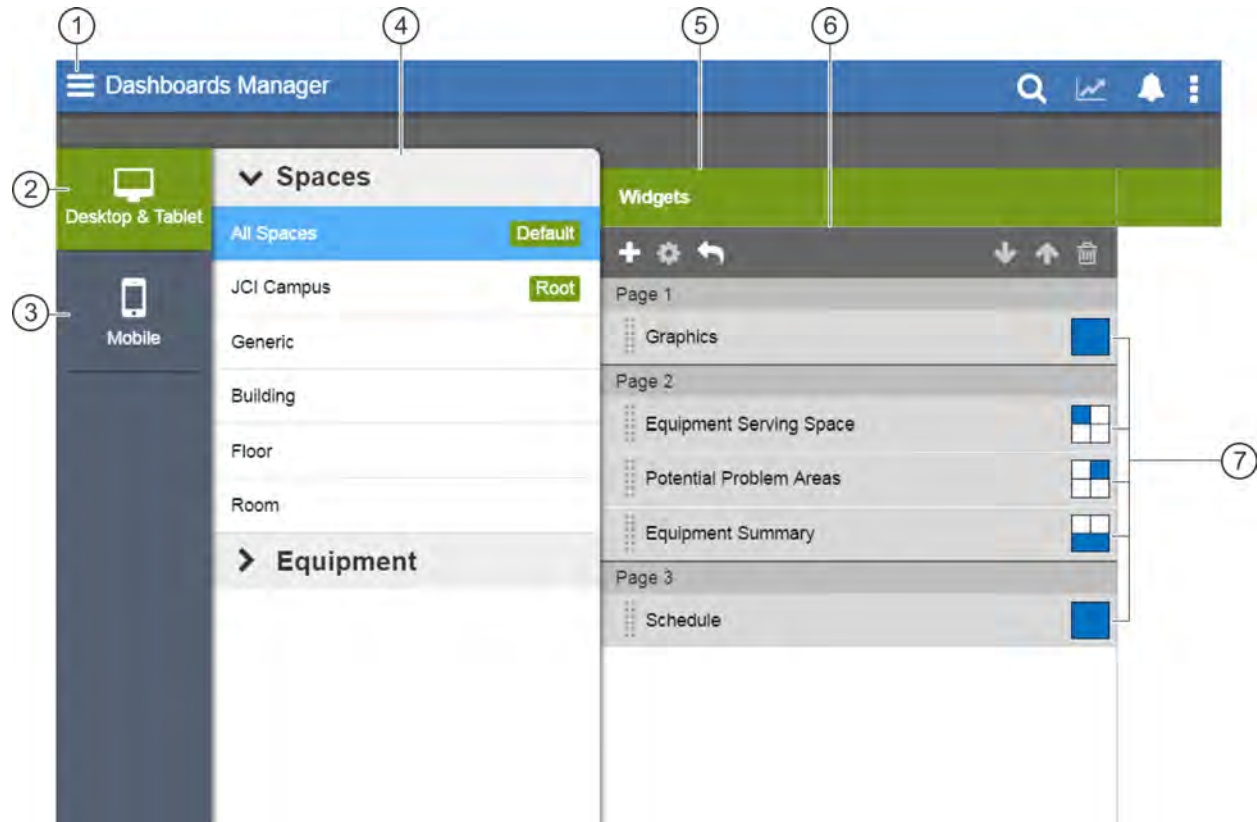 1
4
5
6
Dashboards Manager
2
Desktop & Tablet
3
Mobile
Spaces
All Spaces Default
JCI Campus Root
Generic
Building
Floor
Room
Equipment
Widgets
Page 1
Graphics
Page 2
Equipment Serving Space
Potential Problem Areas
Equipment Summary
Page 3
Schedule
7